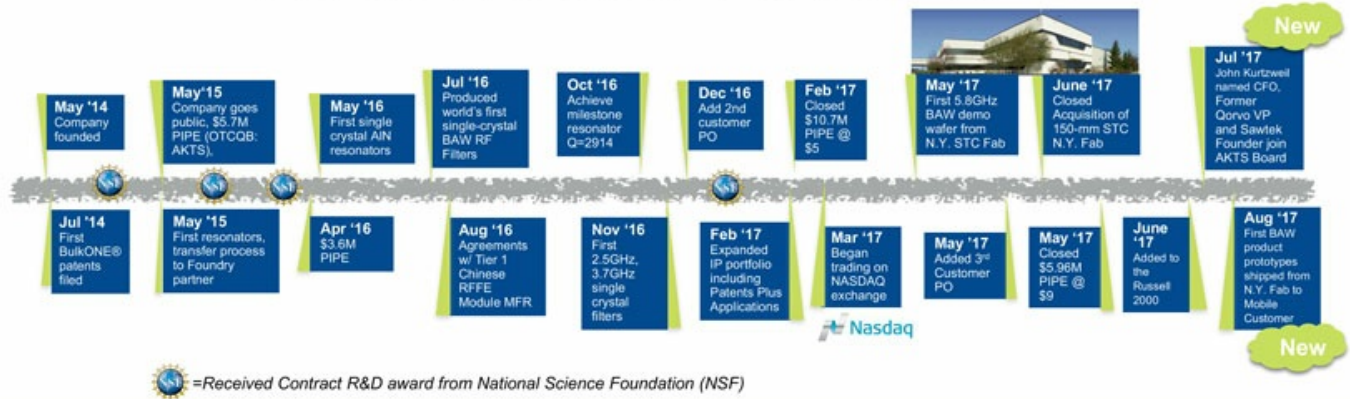 New
May '14
Company
founded
May'15
Company goes
public, $5.7M
PIPE (OTCQB:
AKTS),
May '16
First single
crystal AlN
resonators
Jul '16
Produced
world's first
single-crystal
BAW RF
Filters
Oct '16
Achieve
milestone
resonator
Q=2914
Dec '16
Add 2nd
customer
PO
Feb '17
Closed
$10.7M
PIPE @
$5
May '17
First 5.8GHz
BAW demo
wafer from
N.Y. STC Fab
June '17
Closed
Acquisition of
150-mm STC
N.Y. Fab
Jul '17
John Kurtzweil
named CFO,
Former
Qorvo VP
and Sawtek
Founder join
AKTS Board
NSF
NSF
NSF
NSF
Jul '14
First
BulkONE®
patents
filed
May '15
First resonators,
transfer process
to Foundry
partner
Apr '16
$3.6M
PIPE
Aug '16
Agreements
w/ Tier 1
Chinese
RFFE
Module MFR
Nov '16
First
2.5GHz,
3.7GHz
single
crystal
filters
Feb '17
Expanded
IP portfolio
including
Patents Plus
Applications
Mar '17
Began
trading on
NASDAQ
exchange
Nasdaq
May '17
Added 3rd
Customer
PO
May '17
Closed
$5.96M
PIPE @
$9
June
'17
Added to
the
Russell
2000
Aug '17
First BAW
product
prototypes
shipped from
N.Y. Fab to
Mobile
Customer
New
NSF
=Received Contract R&D award from National Science Foundation (NSF)